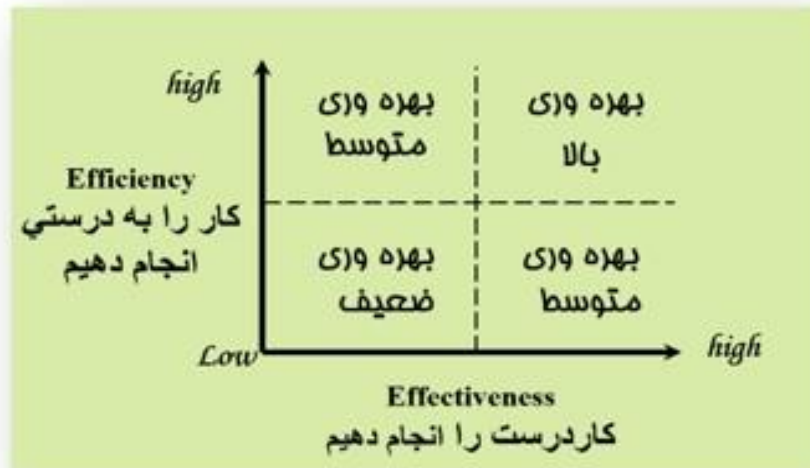 high
بهره وری
متوسط
بهره وری
بالا
Efficiency
کار را به درستي
انجام دهیم
بهره وری
ضعیف
بهره وری
متوسط
Low
high
Effectiveness
کاردرست را انجام دهیم